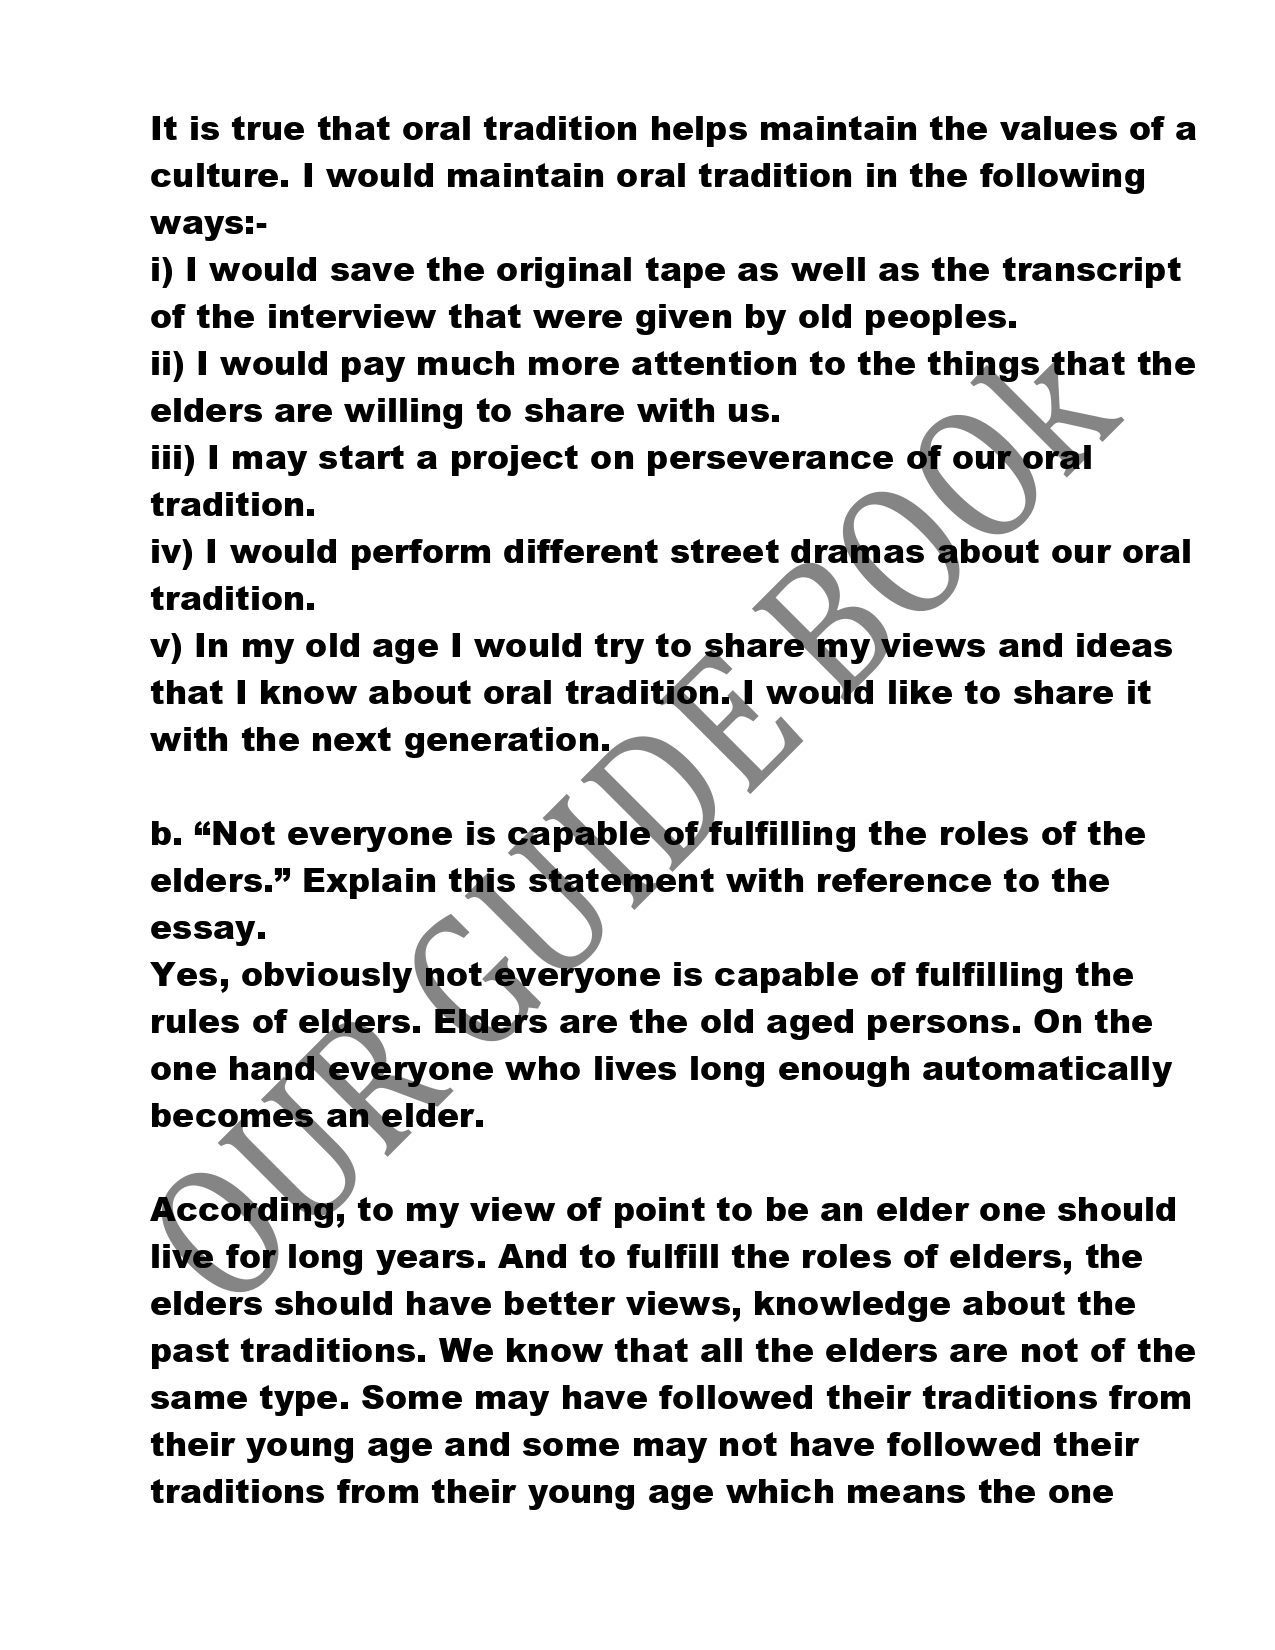 It is true that oral tradition helps maintain the values of a
culture. I would maintain oral tradition in the following
ways:-
i) I would save the original tape as well as the transcript
of the interview that were given by old peoples.
ii) I would pay much more attention to the things that the
elders are willing to share with us.
iii) I may start a project on perseverance of our oral
tradition.
iv) I would perform different street dramas about our oral
tradition.
v) In my old age I would try to share my views and ideas
that I know about oral tradition. I would like to share it
with the next generation.
b. “Not everyone is capable of fulfilling the roles of the
elders.” Explain this statement with reference to the
essay.
Yes, obviously not everyone is capable of fulfilling the
rules of elders. Elders are the old aged persons. On the
one hand everyone who lives long enough automatically
becomes an elder.
According, to my view of point to be an elder one should
live for long years. And to fulfill the roles of elders, the
elders should have better views, knowledge about the
past traditions. We know that all the elders are not of the
same type. Some may have followed their traditions from
their young age and some may not have followed their
traditions from their young age which means the one
OUR GUIDE BOOK